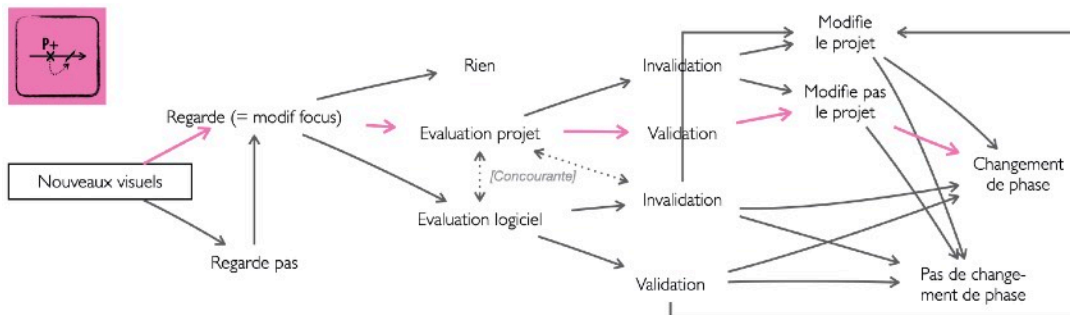 P+
Nouveaux visuels
Regarde (= modif focus)
Regarde pas
Rien
Evaluation projet
[Concourante]
Evaluation logiciel
Invalidation
Validation
Invalidation
Validation
Modifie
le projet
Modifie pas
le projet
Changement
de phase
Pas de change-
ment de phase